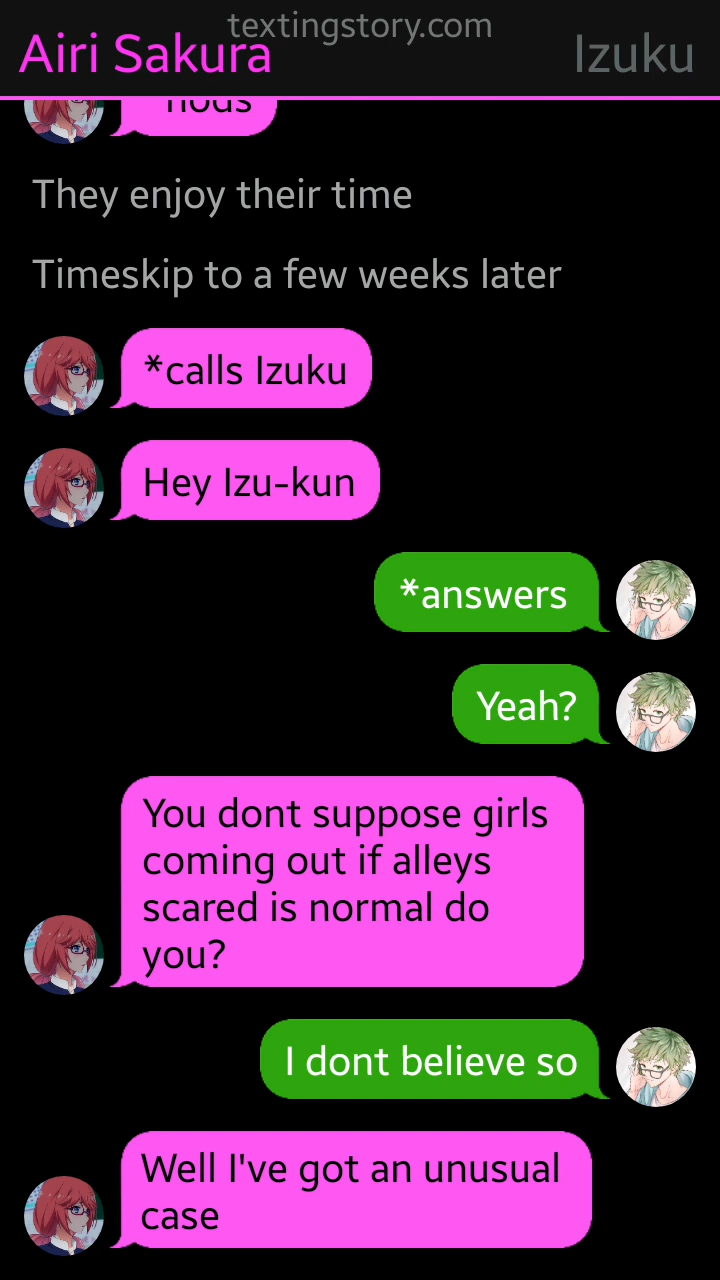 textingstory.com
Airi Sakura
Izuku
nods
They enjoy their time
Timeskip to a few weeks later
*calls Izuku
Hey Izu-kun
*answers
Yeah?
You dont suppose girls
coming out if alleys
scared is normal do
you?
I dont believe so
Well I've got an unusual
case